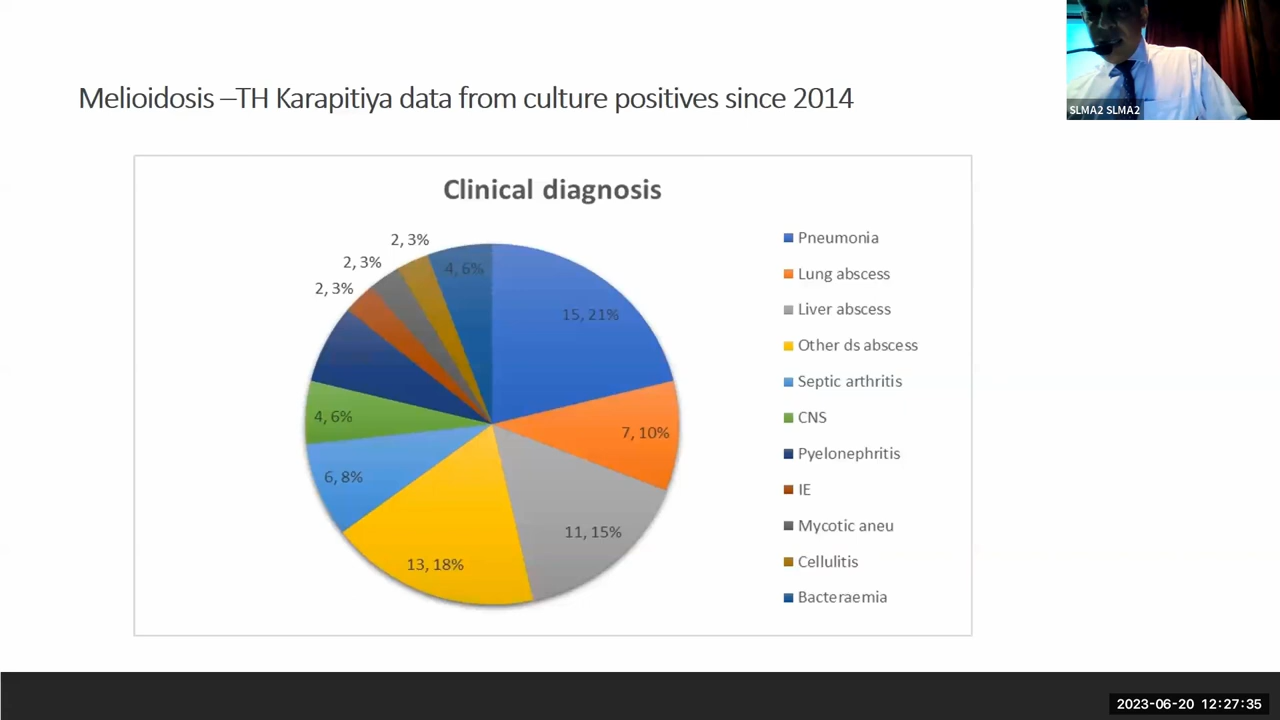 Melioidosis –TH Karapitiya data from culture positives since 2014
SLMA2 SLMA2
Clinical diagnosis
2, 3%
2, 3%
2, 3%
4, 6%
15, 21%
7, 10%
11, 15%
13, 18%
6, 8%
4, 6%
Pneumonia
Lung abscess
Liver abscess
Other ds abscess
Septic arthritis
CNS
Pyelonephritis
IE
Mycotic aneu
Cellulitis
Bacteraemia
2023-06-20 12:27:35